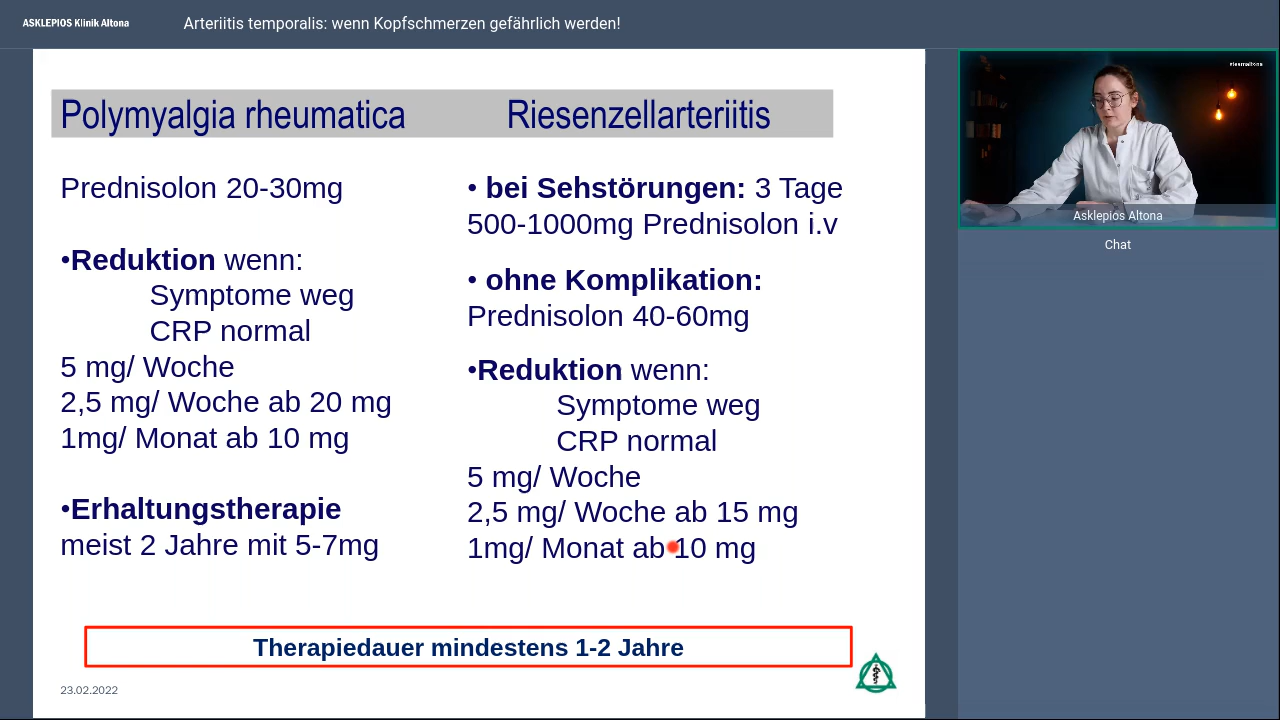 ASKLEPIOS Klinik Altona
Arteriitis temporalis: wenn Kopfschmerzen gefährlich werden!
Polymyalgia rheumatica
Riesenzellarteriitis
Prednisolon 20-30mg
•Reduktion wenn:
Symptome weg
CRP normal
5 mg/ Woche
2,5 mg/ Woche ab 20 mg
1mg/ Monat ab 10 mg
•Erhaltungstherapie
meist 2 Jahre mit 5-7mg
• bei Sehstörungen: 3 Tage
500-1000mg Prednisolon i.v
• ohne Komplikation:
Prednisolon 40-60mg
•Reduktion wenn:
Symptome weg
CRP normal
5 mg/ Woche
2,5 mg/ Woche ab 15 mg
1mg/ Monat ab 10 mg
Therapiedauer mindestens 1-2 Jahre
23.02.2022
#teamaltona
Asklepios Altona
Chat